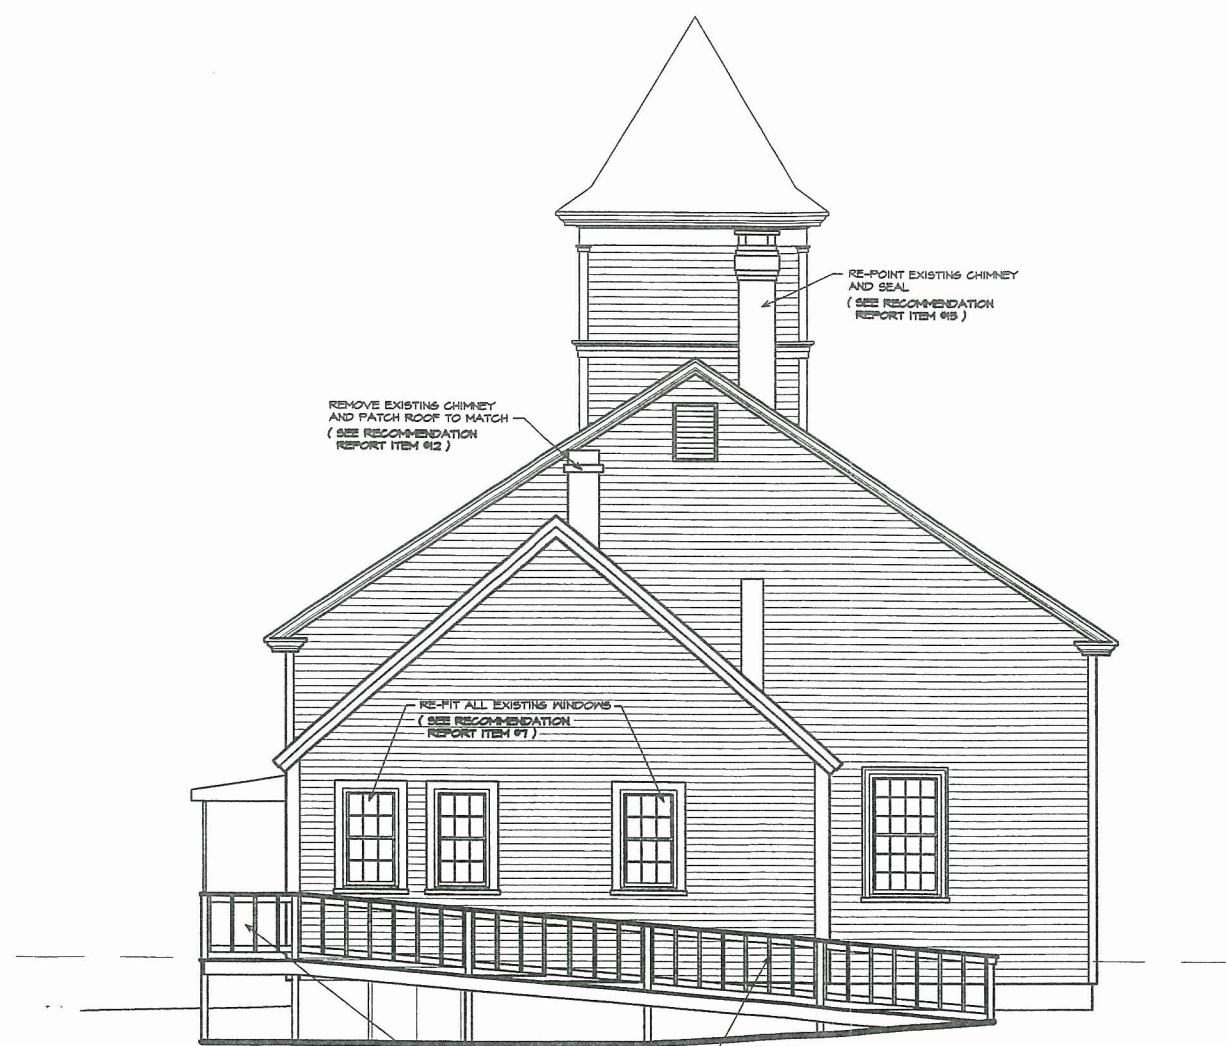 RE-POINT EXISTING CHIMNEY
AND SEAL
( SEE RECOMMENDATION
REPORT ITEM #15 )
REMOVE EXISTING CHIMNEY
AND PATCH ROOF TO MATCH
( SEE RECOMMENDATION
REPORT ITEM #12 )
RE-FIT ALL EXISTING WINDOWS
( SEE RECOMMENDATION
REPORT ITEM #7 )